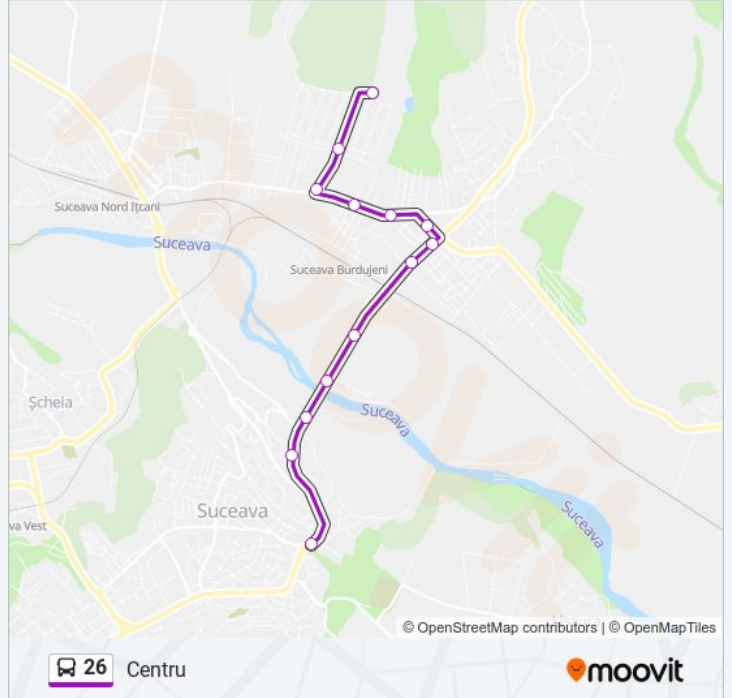 Suceava Nord Ițcani
Suceava
Suceava Burdujeni
Șcheia
Suceava
Suceava
va Vest
Suceava
© OpenStreetMap contributors | © OpenMapTiles
26 Centru
moovit